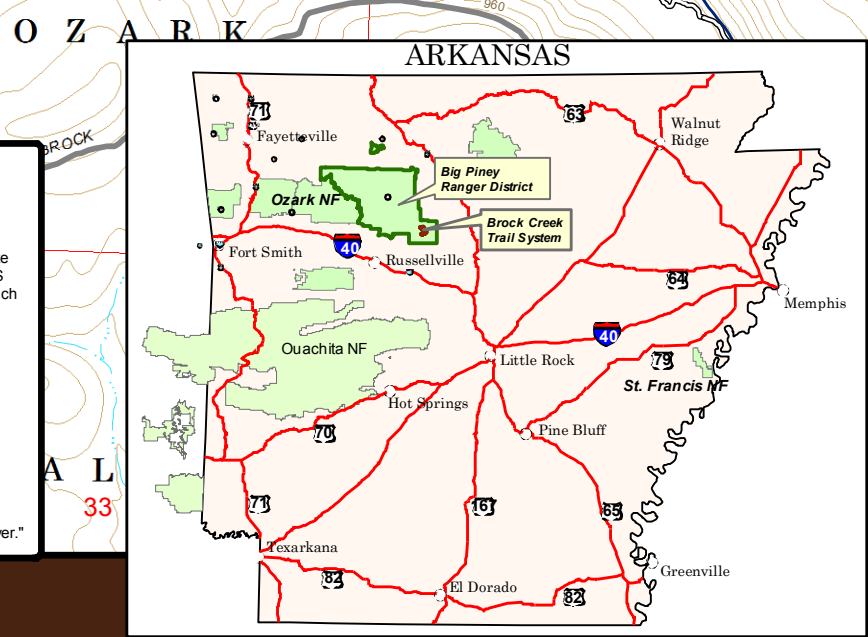 960
O Z A R K
ARKANSAS
BROCK
71
63
Walnut
Ridge
Fayetteville
Big Piney
Ranger District
Ozark NF
Brock Creek
Trail System
Fort Smith
40
Russellville
64
Memphis
ch
Ouachita NF
40
Little Rock
79
St. Francis NF
Hot Springs
70
Pine Bluff
A L
33
71
167
65
er."
Texarkana
82
El Dorado
82
Greenville